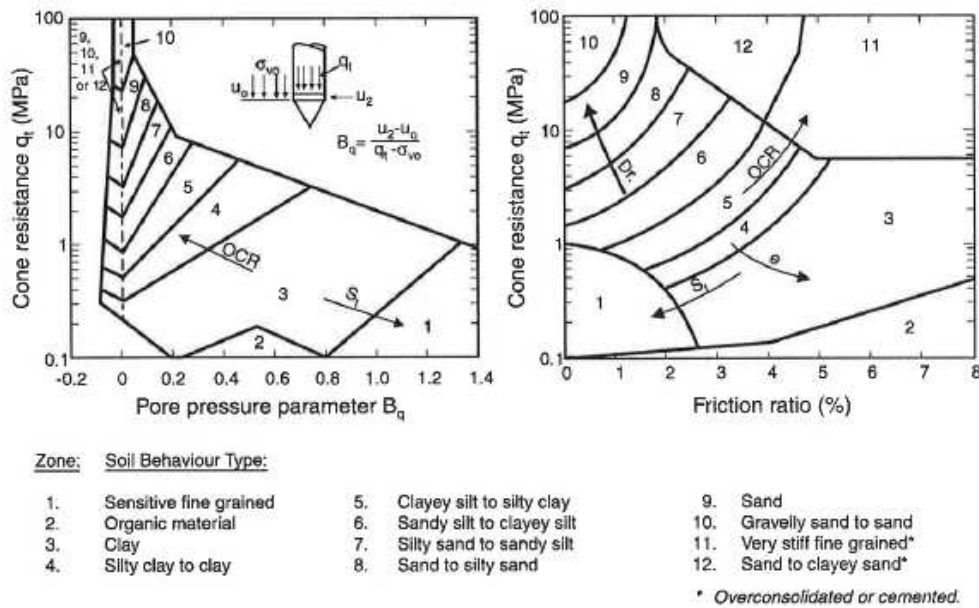 Cone resistance qt (MPa)
100
10
1
0.1
9,
10,
11
or 12
10
9
8
7
6
5
4
3
2
1
OCR
St
σvo
qt
uo
u2
Bq= u2-uo / qt-σvo
-0.2 0 0.2 0.4 0.6 0.8 1.0 1.2 1.4
Pore pressure parameter Bq
Cone resistance qt (MPa)
100
10
1
0.1
10
9
8
7
6
5
4
3
2
1
12
11
Dr.
OCR
e
St
0 1 2 3 4 5 6 7 8
Friction ratio (%)
Zone: Soil Behaviour Type:
1. Sensitive fine grained
2. Organic material
3. Clay
4. Silty clay to clay
5. Clayey silt to silty clay
6. Sandy silt to clayey silt
7. Silty sand to sandy silt
8. Sand to silty sand
9. Sand
10. Gravelly sand to sand
11. Very stiff fine grained*
12. Sand to clayey sand*
* Overconsolidated or cemented.